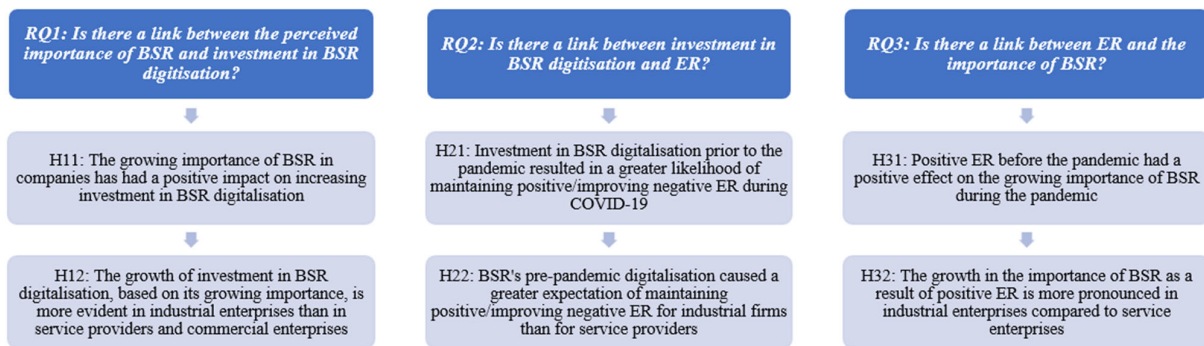 RQ1: Is there a link between the perceived
importance of BSR and investment in BSR
digitisation?
H11: The growing importance of BSR in
companies has had a positive impact on increasing
investment in BSR digitalisation
H12: The growth of investment in BSR
digitalisation, based on its growing importance, is
more evident in industrial enterprises than in
service providers and commercial enterprises
RQ2: Is there a link between investment in
BSR digitisation and ER?
H21: Investment in BSR digitalisation prior to the
pandemic resulted in a greater likelihood of
maintaining positive/improving negative ER during
COVID-19
H22: BSR's pre-pandemic digitalisation caused a
greater expectation of maintaining
positive/improving negative ER for industrial firms
than for service providers
RQ3: Is there a link between ER and the
importance of BSR?
H31: Positive ER before the pandemic had a
positive effect on the growing importance of BSR
during the pandemic
H32: The growth in the importance of BSR as a
result of positive ER is more pronounced in
industrial enterprises compared to service
enterprises